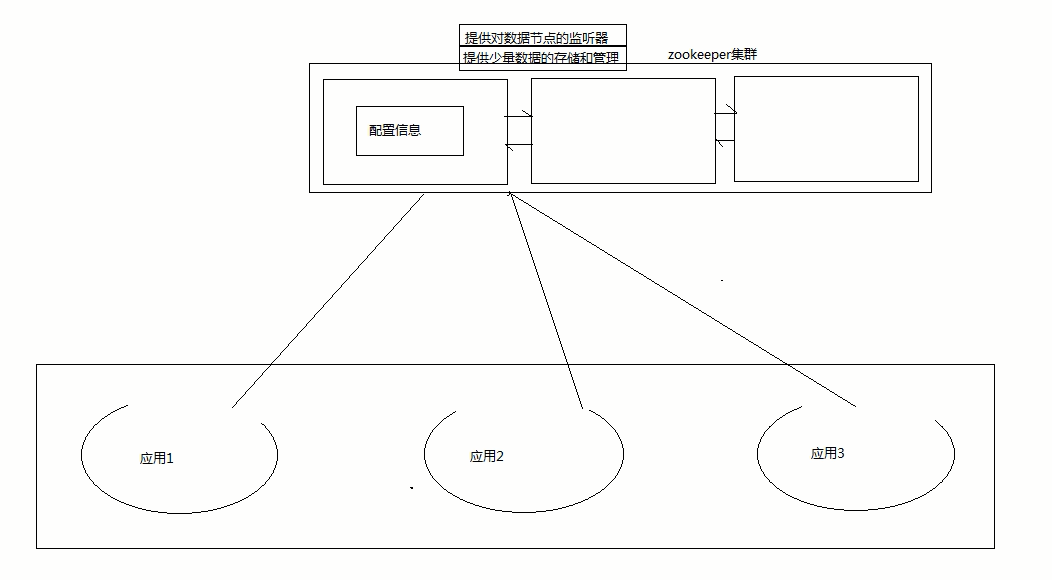 提供对数据节点的监听器
提供少量数据的存储和管理
zookeeper集群
配置信息
应用1
应用2
应用3